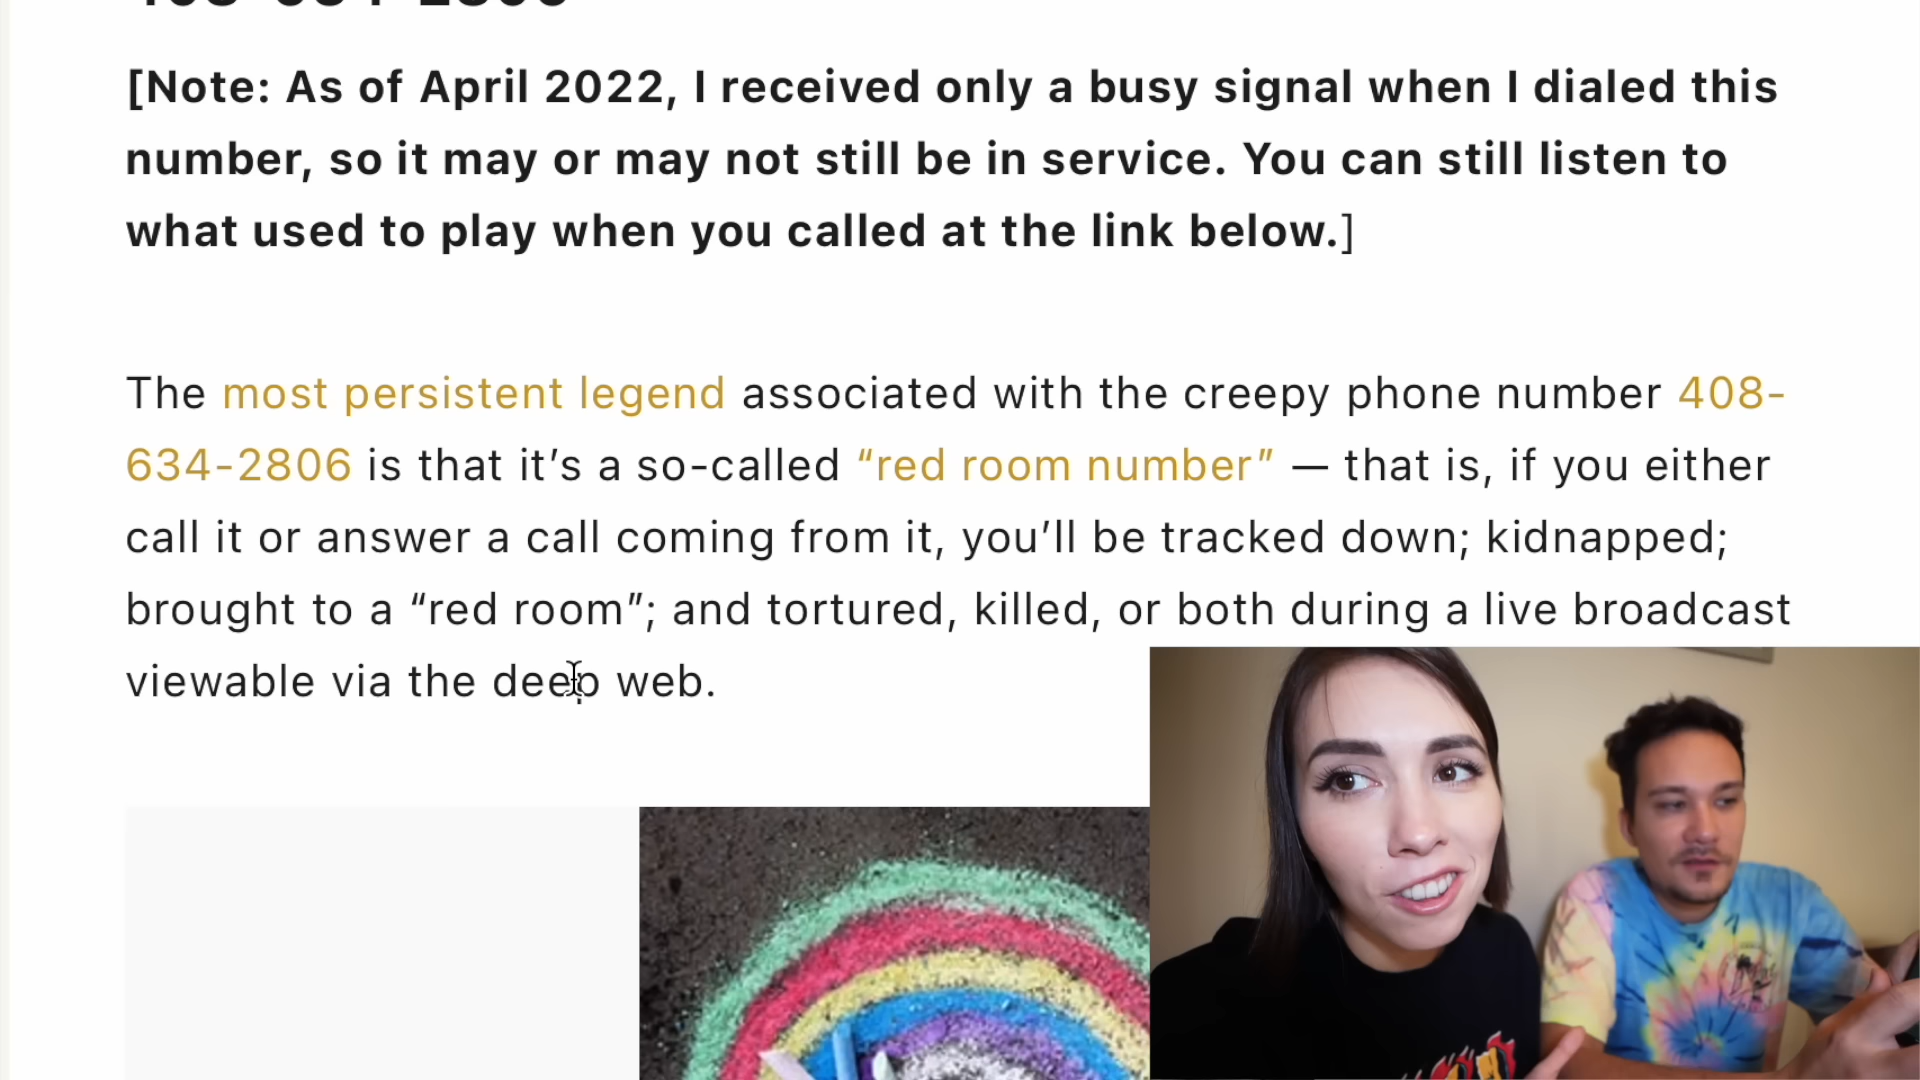 408-634-2806
[Note: As of April 2022, I received only a busy signal when I dialed this
number, so it may or may not still be in service. You can still listen to
what used to play when you called at the link below.]
The most persistent legend associated with the creepy phone number 408-
634-2806 is that it’s a so-called “red room number” — that is, if you either
call it or answer a call coming from it, you’ll be tracked down; kidnapped;
brought to a “red room”; and tortured, killed, or both during a live broadcast
viewable via the deep web.